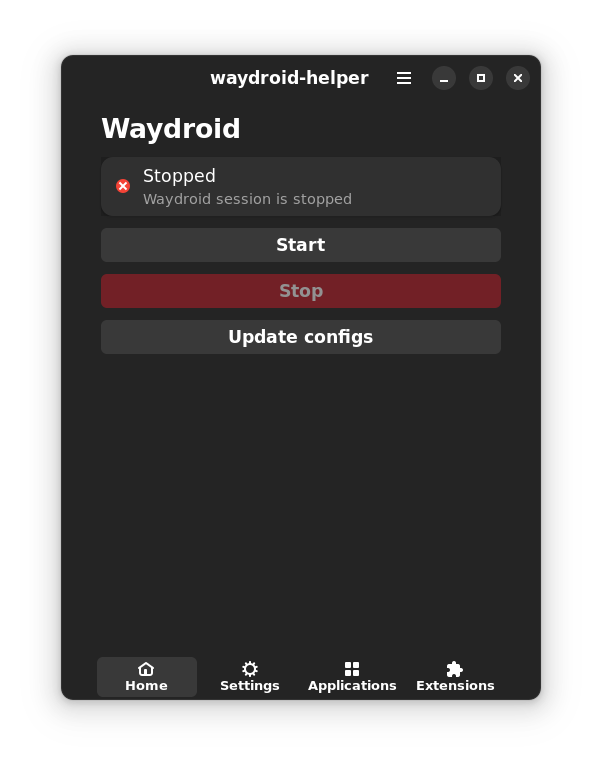 waydroid-helper
Waydroid
Stopped
Waydroid session is stopped
Start
Stop
Update configs
Home
Settings
Applications
Extensions